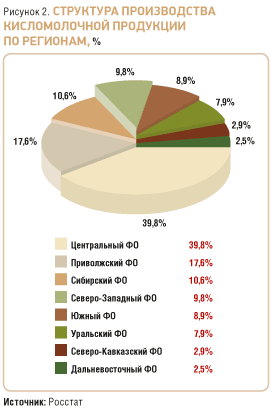 Рисунок 2. СТРУКТУРА ПРОИЗВОДСТВА
КИСЛОМОЛОЧНОЙ ПРОДУКЦИИ
ПО РЕГИОНАМ, %
9,8%
8,9%
10,6%
7,9%
2,9%
17,6%
2,5%
39,8%
Центральный ФО 39,8%
Приволжский ФО 17,6%
Сибирский ФО 10,6%
Северо-Западный ФО 9,8%
Южный ФО 8,9%
Уральский ФО 7,9%
Северо-Кавказский ФО 2,9%
Дальневосточный ФО 2,5%
Источник: Росстат